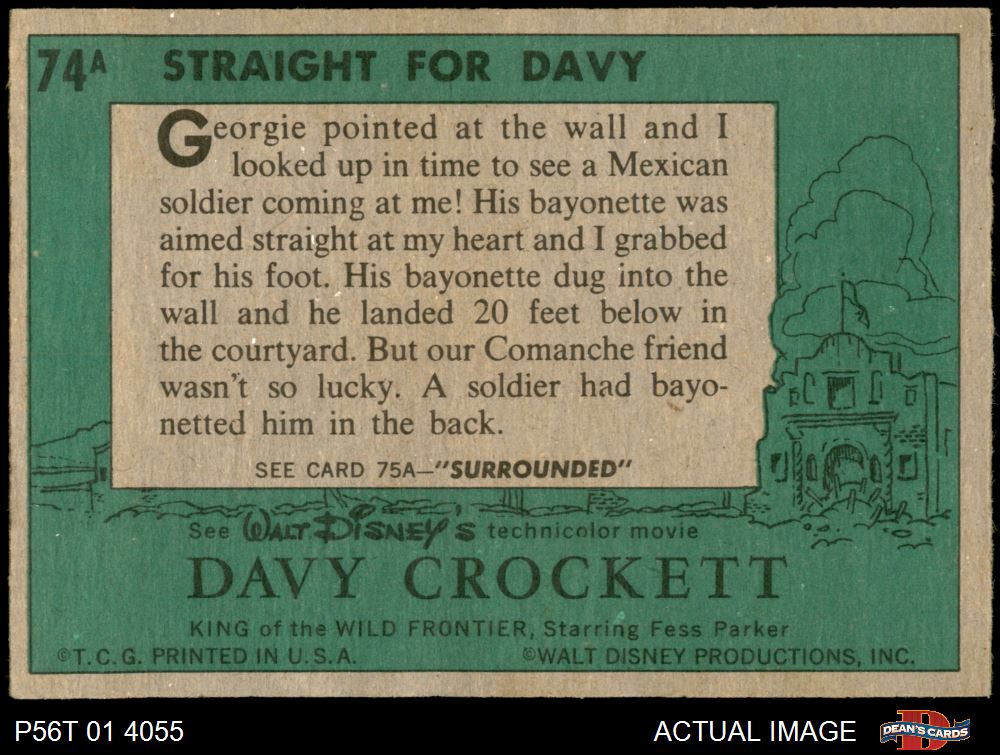 74A STRAIGHT FOR DAVY
Georgie pointed at the wall and I
looked up in time to see a Mexican
soldier coming at me! His bayonette was
aimed straight at my heart and I grabbed
for his foot. His bayonette dug into the
wall and he landed 20 feet below in
the courtyard. But our Comanche friend
wasn't so lucky. A soldier had bayo-
netted him in the back.
SEE CARD 75A—"SURROUNDED"
See WALT DISNEY'S technicolor movie
DAVY CROCKETT
KING of the WILD FRONTIER, Starring Fess Parker
©T.C.G. PRINTED IN U.S.A. ©WALT DISNEY PRODUCTIONS, INC.
P56T 01 4055 ACTUAL IMAGE DEAN'S CARDS